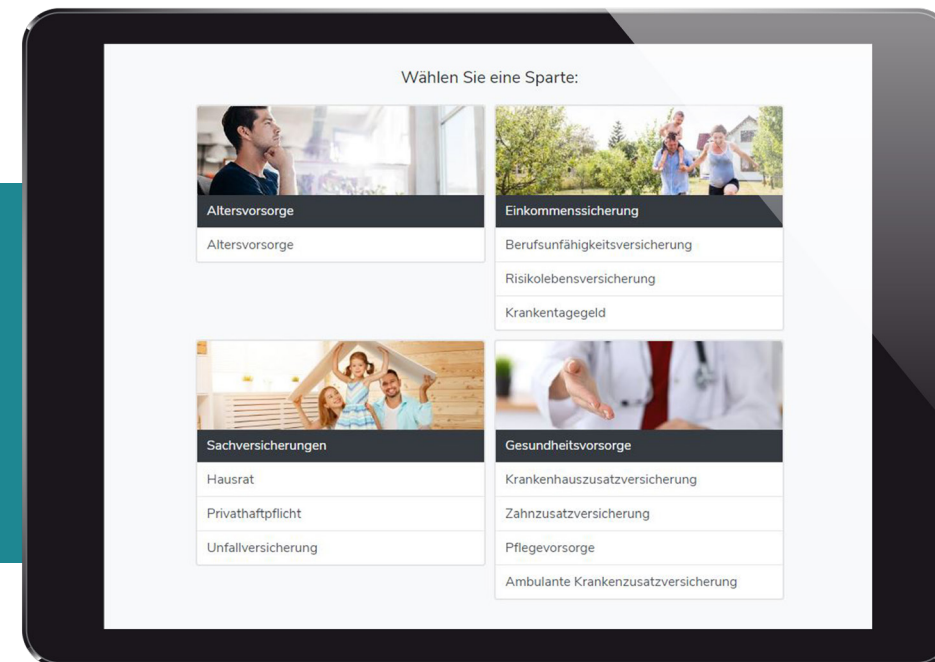 Wählen Sie eine Sparte:
Altersvorsorge
Altersvorsorge
Einkommenssicherung
Berufsunfähigkeitsversicherung
Risikolebensversicherung
Krankentagegeld
Sachversicherungen
Hausrat
Privathaftpflicht
Unfallversicherung
Gesundheitsvorsorge
Krankenhauszusatzversicherung
Zahnzusatzversicherung
Pflegevorsorge
Ambulante Krankenzusatzversicherung